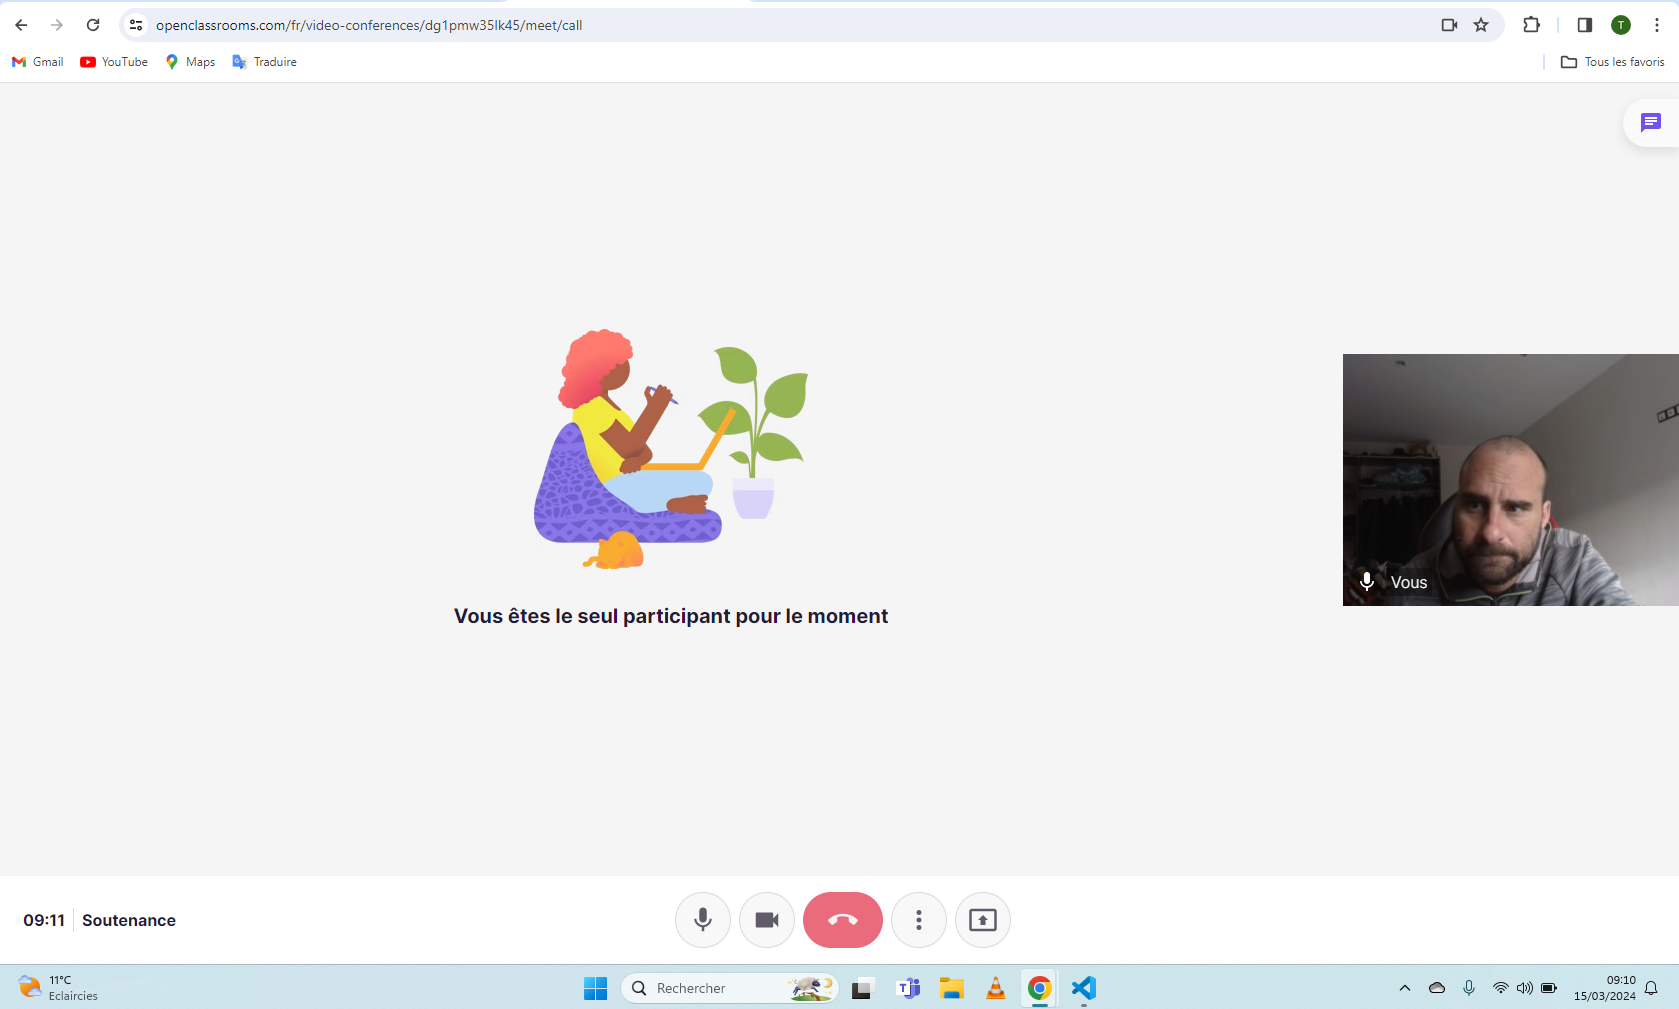 openclassrooms.com/fr/video-conferences/dg1pmw35lk45/meet/call
T
Gmail
YouTube
Maps
Traduire
Tous les favoris
Vous
Vous êtes le seul participant pour le moment
09:11
Soutenance
11°C
Eclaircies
Rechercher
09:10
15/03/2024